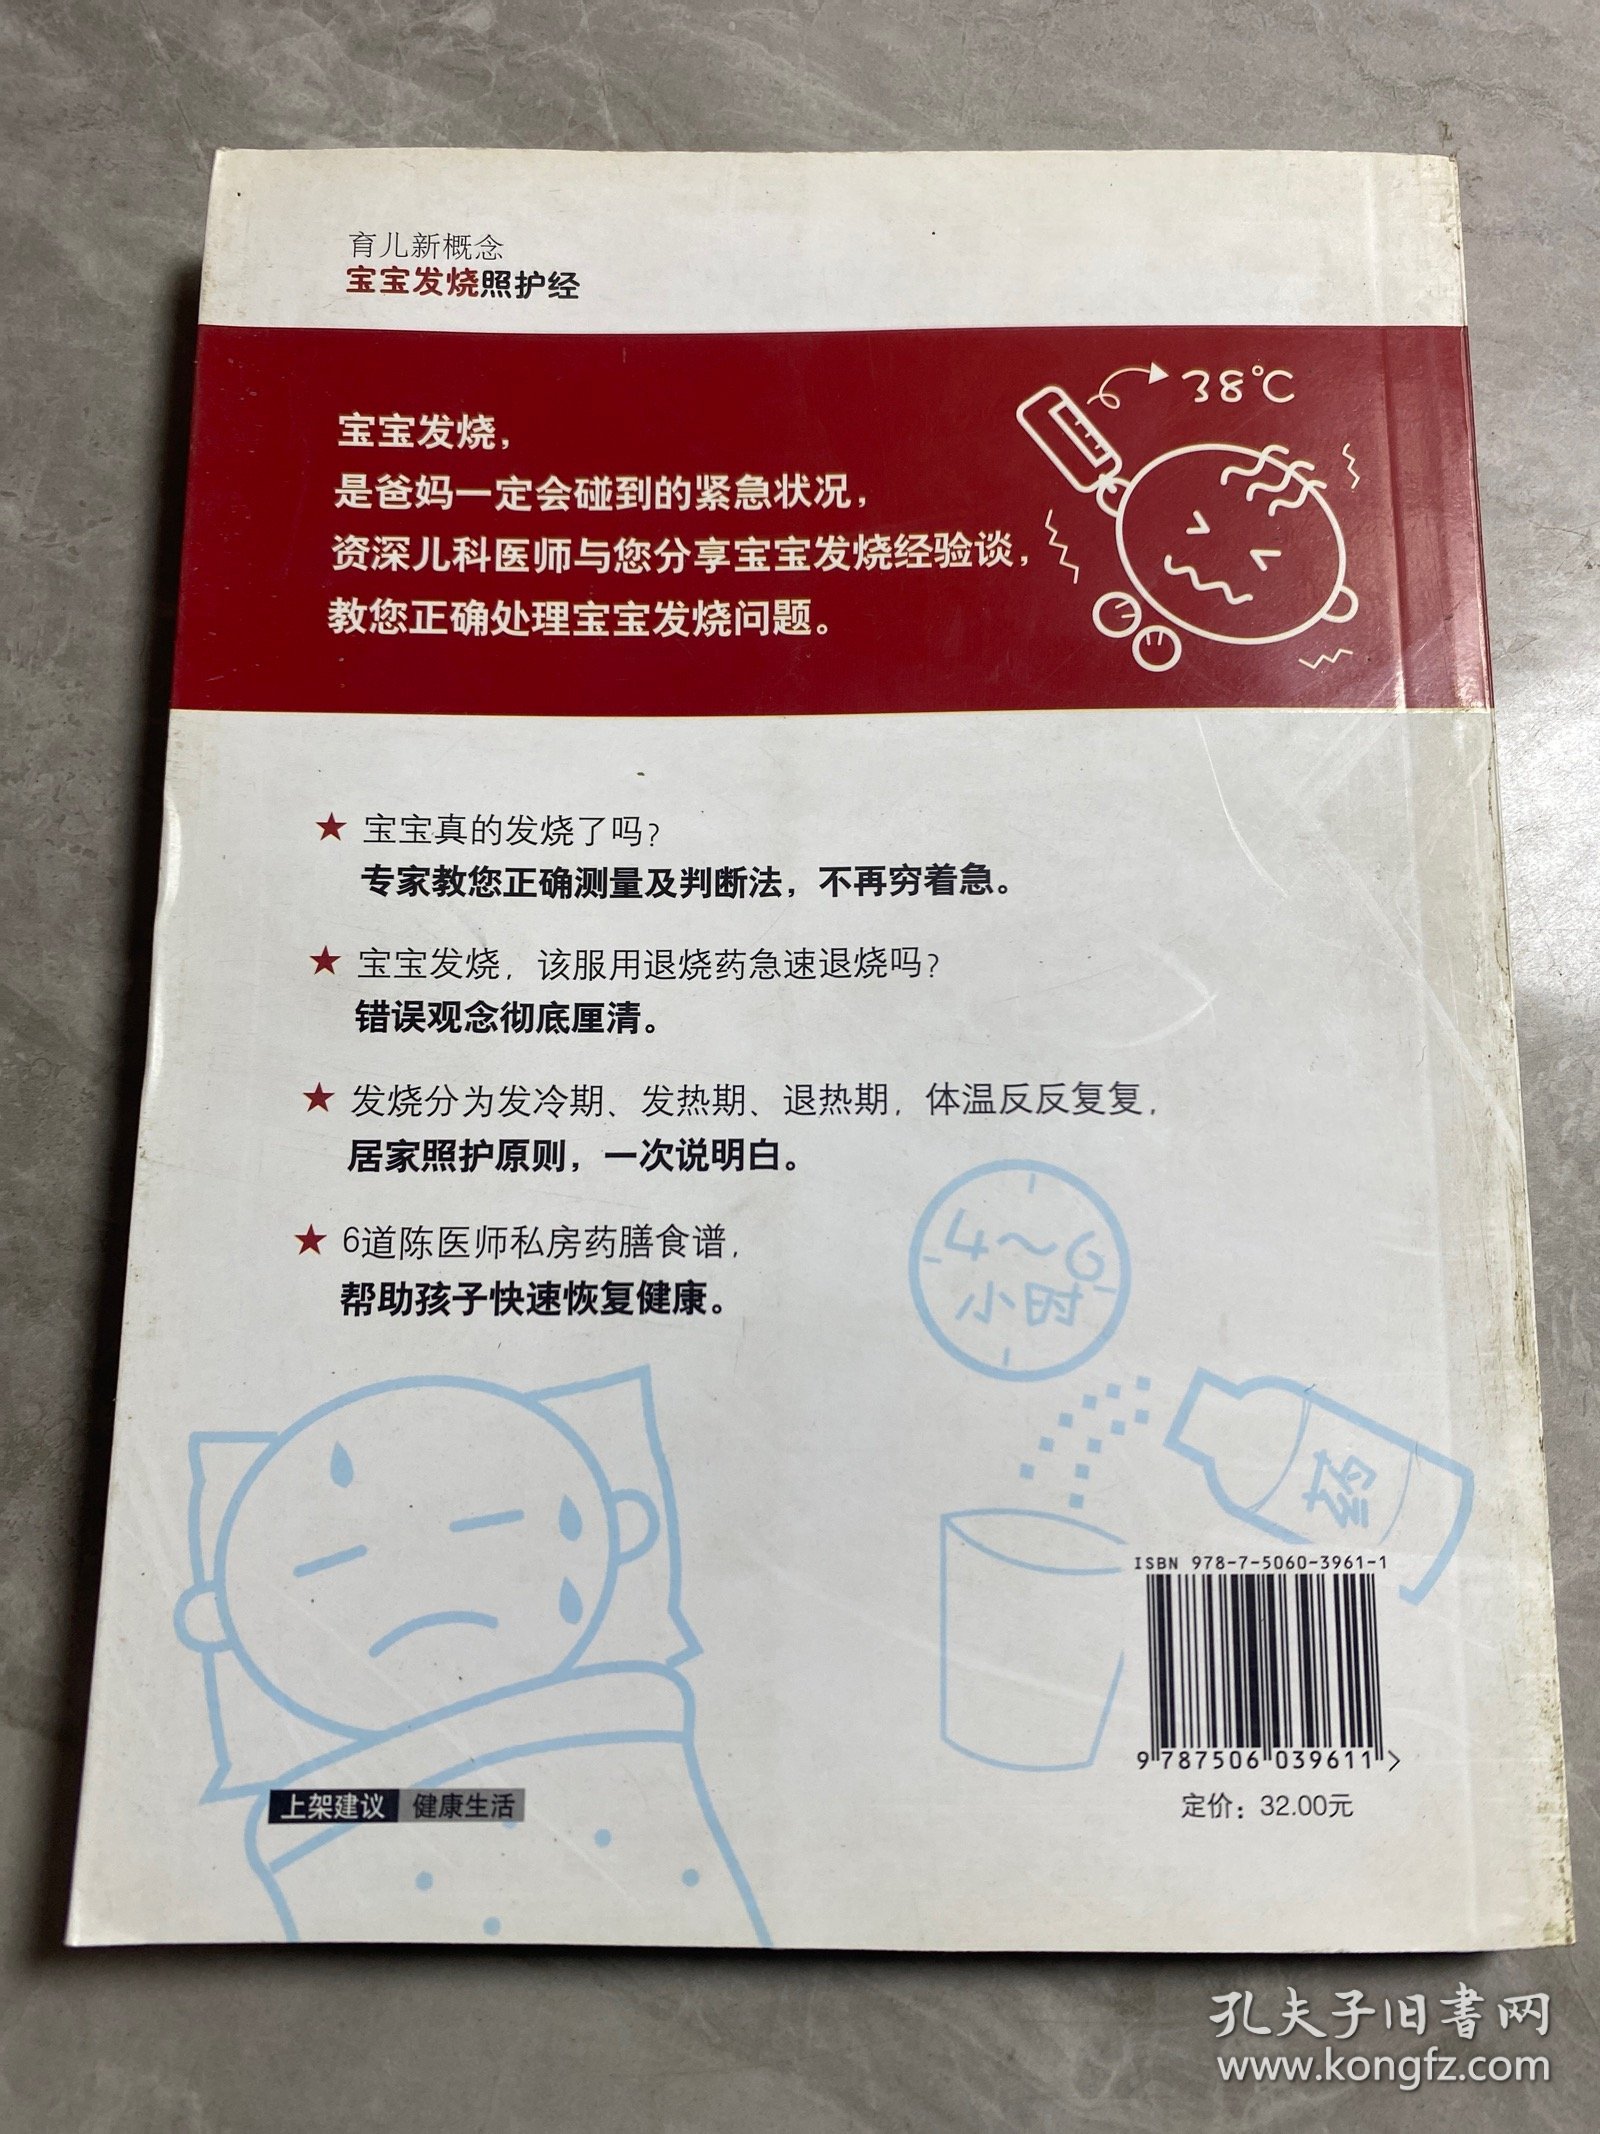 育儿新概念
宝宝发烧照护经
38℃
宝宝发烧，
是爸妈一定会碰到的紧急状况，
资深儿科医师与您分享宝宝发烧经验谈，
教您正确处理宝宝发烧问题。
★ 宝宝真的发烧了吗？
专家教您正确测量及判断法，不再穷着急。
★ 宝宝发烧，该服用退烧药急速退烧吗？
错误观念彻底厘清。
★ 发烧分为发冷期、发热期、退热期，体温反反复复，
居家照护原则，一次说明白。
★ 6道陈医师私房药膳食谱，
帮助孩子快速恢复健康。
4～6
小时
药
ISBN 978-7-5060-3961-1
9 787506 039611 >
定价：32.00元
上架建议 健康生活
孔夫子旧书网
www.kongfz.com